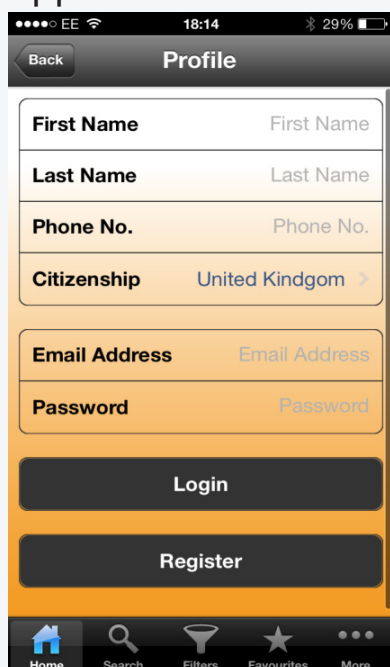 EE 18:14 29%
Back Profile
First Name First Name
Last Name Last Name
Phone No. Phone No.
Citizenship United Kindgom
Email Address Email Address
Password Password
Login
Register
Home Search Filters Favourites More